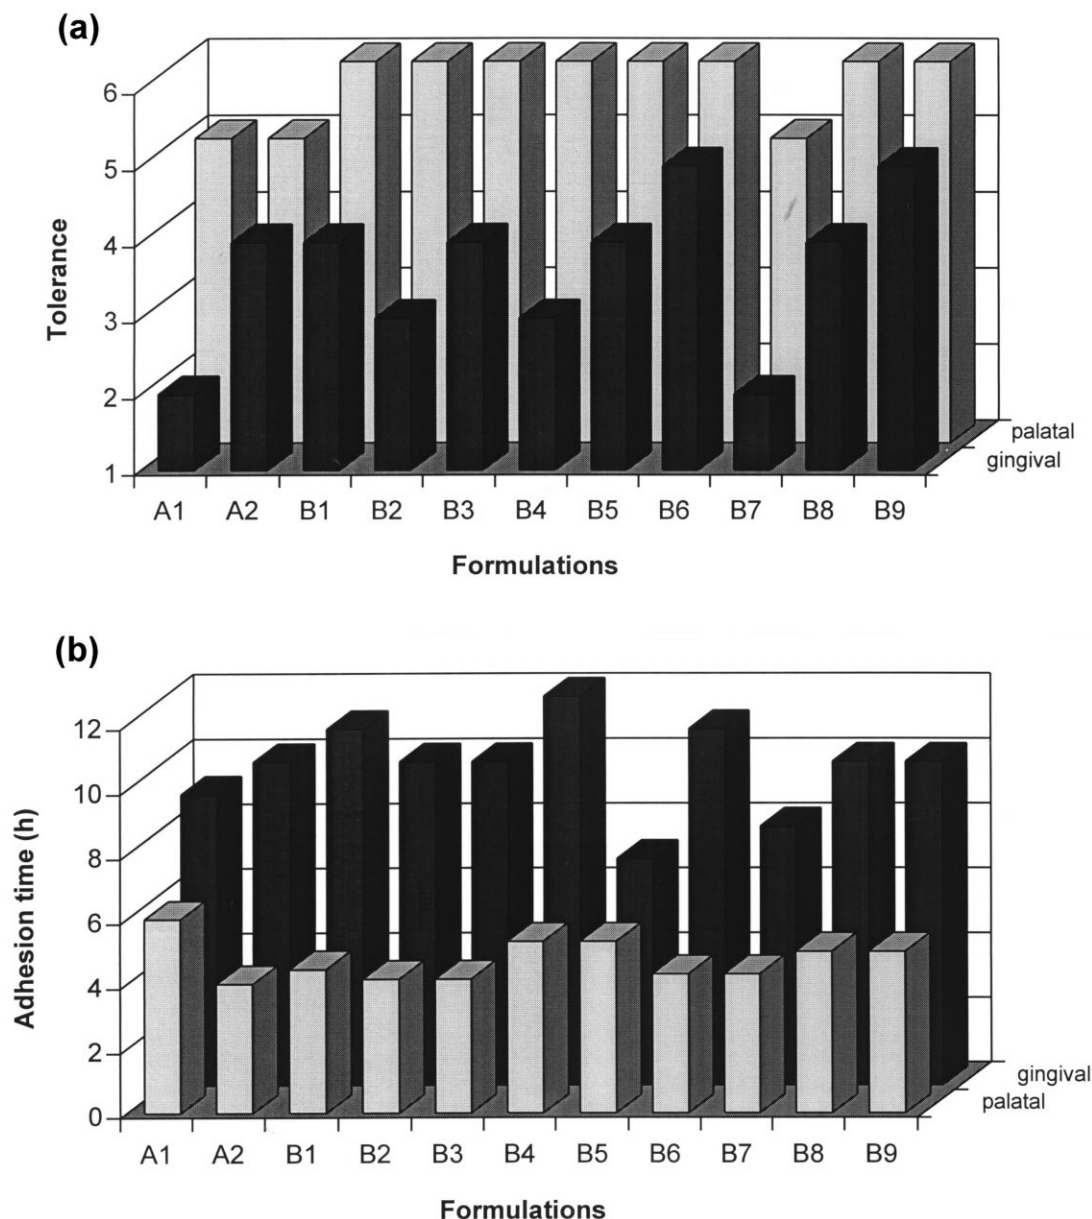 (a)
6
5
4
3
2
1
Tolerance
palatal
gingival
A1 A2 B1 B2 B3 B4 B5 B6 B7 B8 B9
Formulations
(b)
12
10
8
6
4
2
0
Adhesion time (h)
gingival
palatal
A1 A2 B1 B2 B3 B4 B5 B6 B7 B8 B9
Formulations